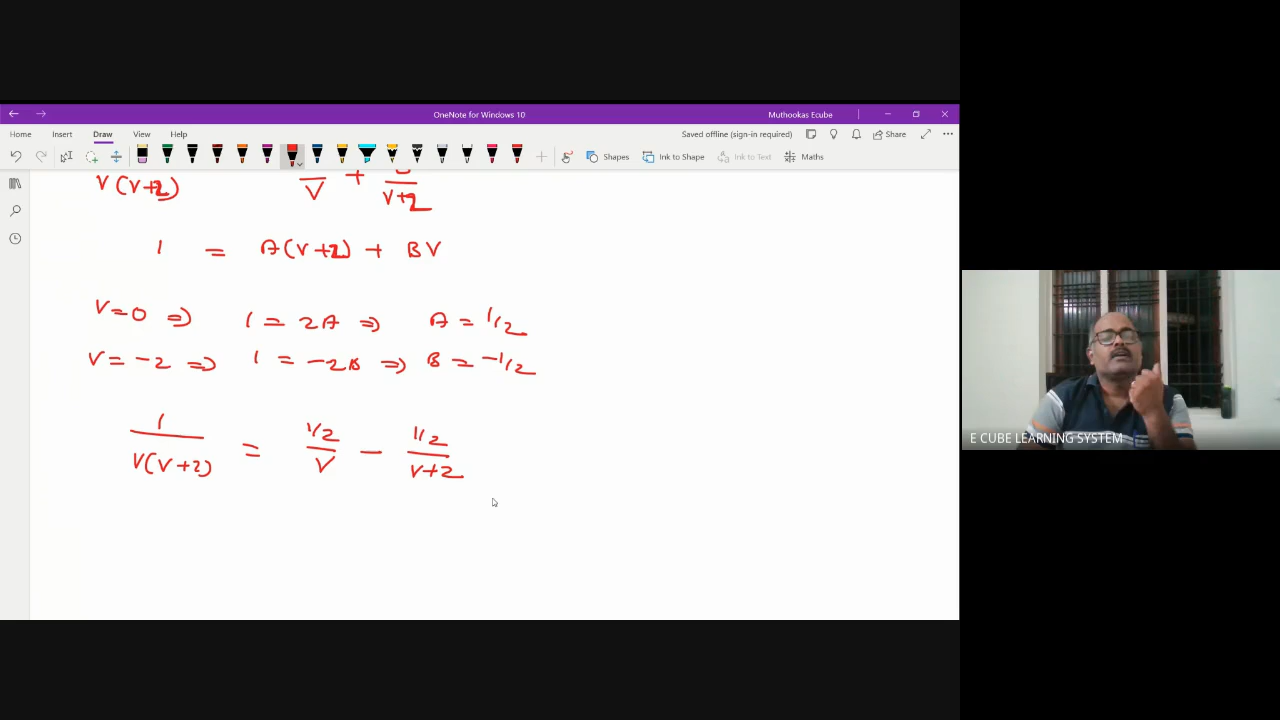 OneNote for Windows 10
Muthookas Ecube
Home Insert Draw View Help
Saved offline (sign-in required) Share
Shapes Ink to Shape Ink to Text Maths
V(V+2) V + V+2
1 = A(V+2) + BV
V=0 ⇒ 1 = 2A ⇒ A = 1/2
V = -2 ⇒ 1 = -2B ⇒ B = -1/2
1/V(V+2) = 1/2/V - 1/2/V+2
E CUBE LEARNING SYSTEM